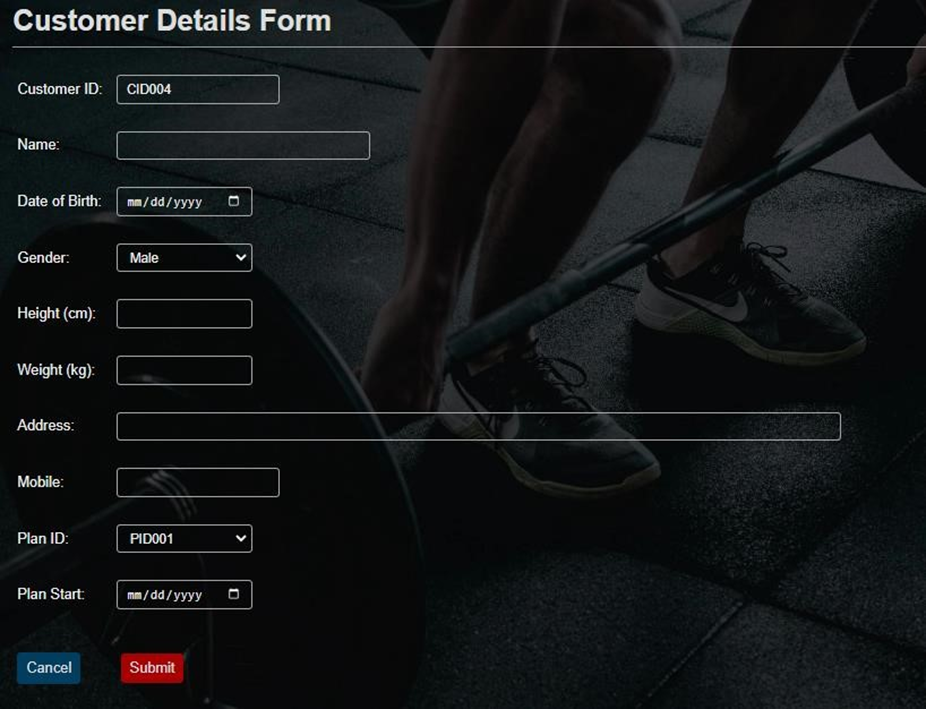 Customer Details Form
Customer ID: CID004
Name:
Date of Birth: mm/dd/yyyy
Gender: Male
Height (cm):
Weight (kg):
Address:
Mobile:
Plan ID: PID001
Plan Start: mm/dd/yyyy
Cancel Submit